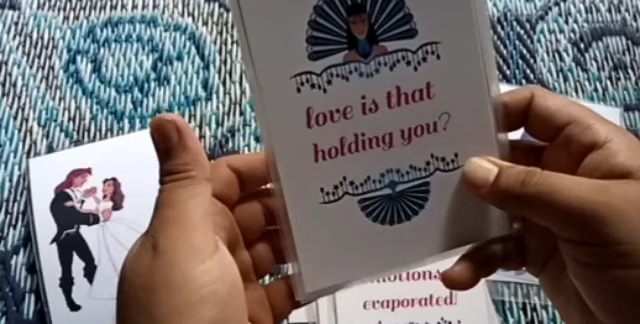 love is that
holding you?
emotions
evaporated!